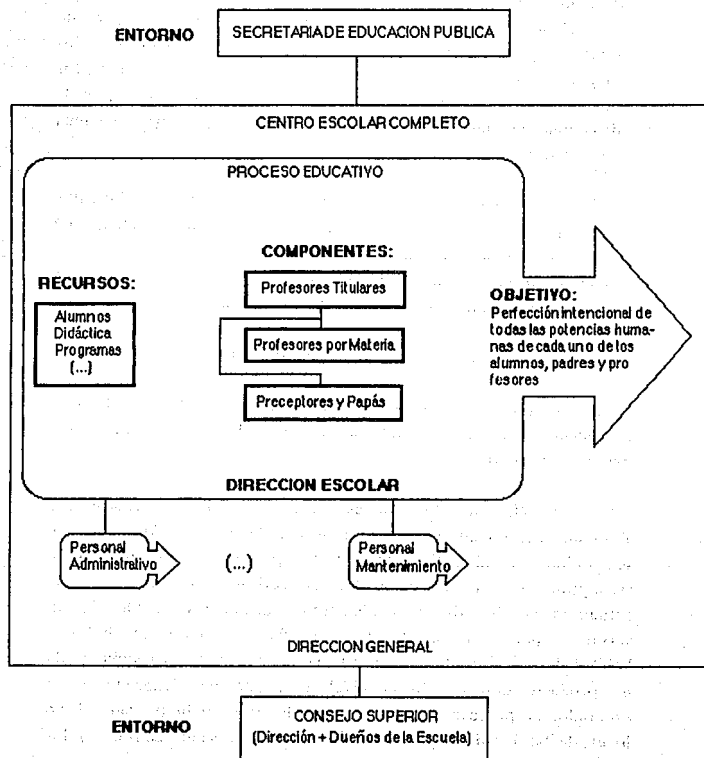 ENTORNO
SECRETARIA DE EDUCACION PUBLICA
CENTRO ESCOLAR COMPLETO
PROCESO EDUCATIVO
COMPONENTES:
RECURSOS:
Alumnos
Didáctica
Programas
(...)
Profesores Titulares
Profesores por Materia
Preceptores y Papás
OBJETIVO:
Perfección intencional de
todas las potencias huma-
nas de cada uno de los
alumnos, padres y pro
fesores
DIRECCION ESCOLAR
Personal
Administrativo
(...)
Personal
Mantenimiento
DIRECCION GENERAL
ENTORNO
CONSEJO SUPERIOR
(Dirección + Dueños de la Escuela)